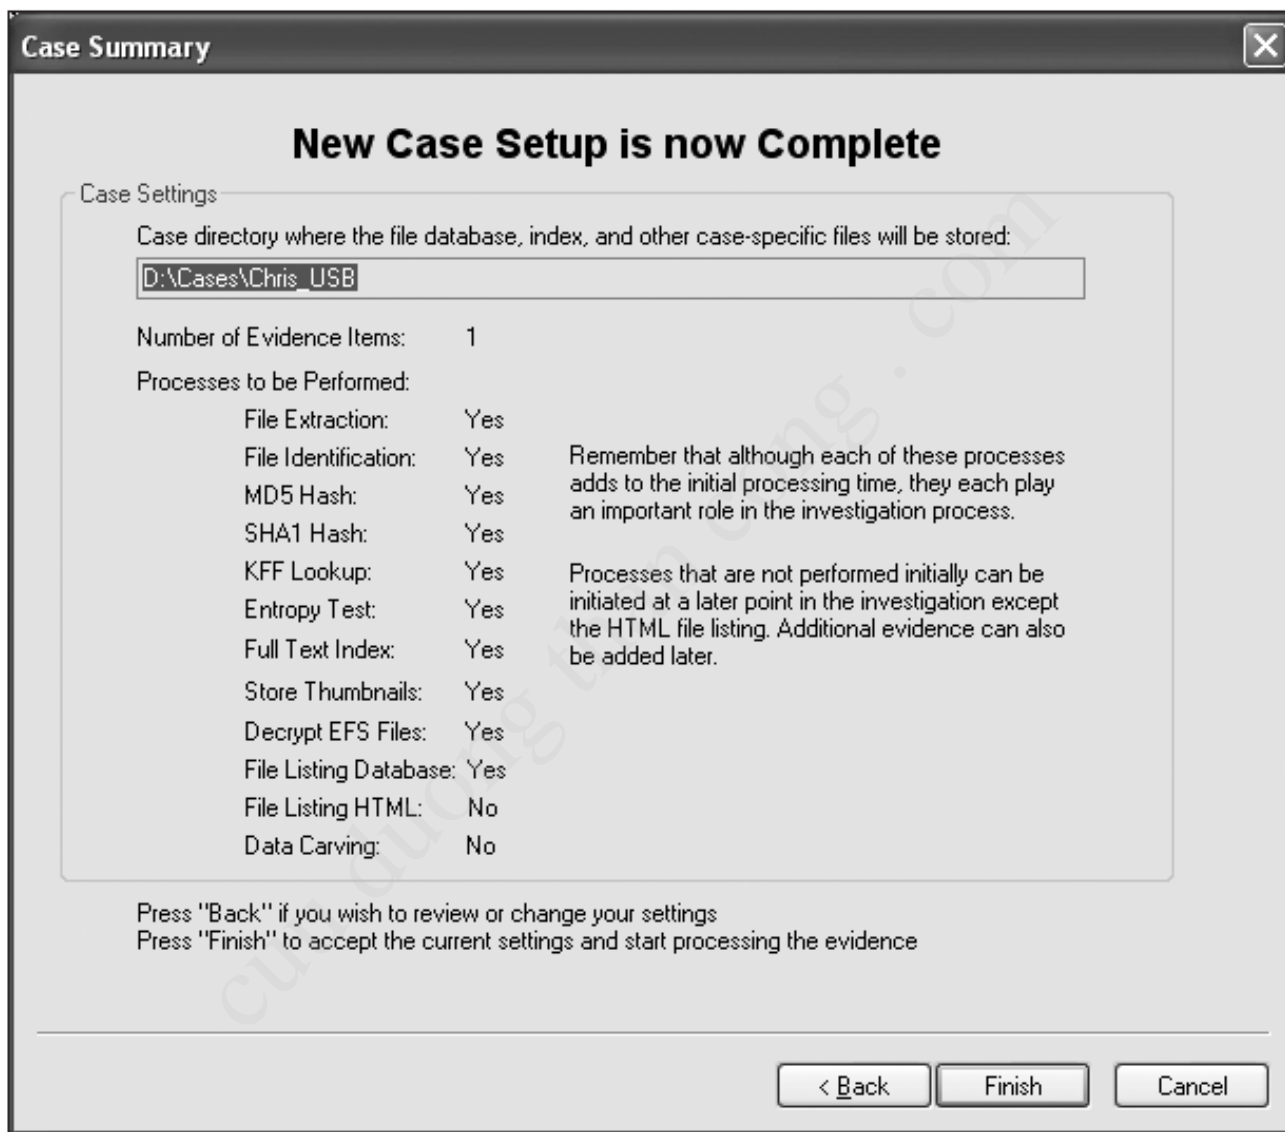 Case Summary
New Case Setup is now Complete
Case Settings
Case directory where the file database, index, and other case-specific files will be stored:
D:\Cases\Chris_USB
Number of Evidence Items: 1
Processes to be Performed:
File Extraction: Yes
File Identification: Yes
MD5 Hash: Yes
SHA1 Hash: Yes
KFF Lookup: Yes
Entropy Test: Yes
Full Text Index: Yes
Store Thumbnails: Yes
Decrypt EFS Files: Yes
File Listing Database: Yes
File Listing HTML: No
Data Carving: No
Remember that although each of these processes
adds to the initial processing time, they each play
an important role in the investigation process.
Processes that are not performed initially can be
initiated at a later point in the investigation except
the HTML file listing. Additional evidence can also
be added later.
Press "Back" if you wish to review or change your settings
Press "Finish" to accept the current settings and start processing the evidence
< Back
Finish
Cancel
cuu duong than cong . com